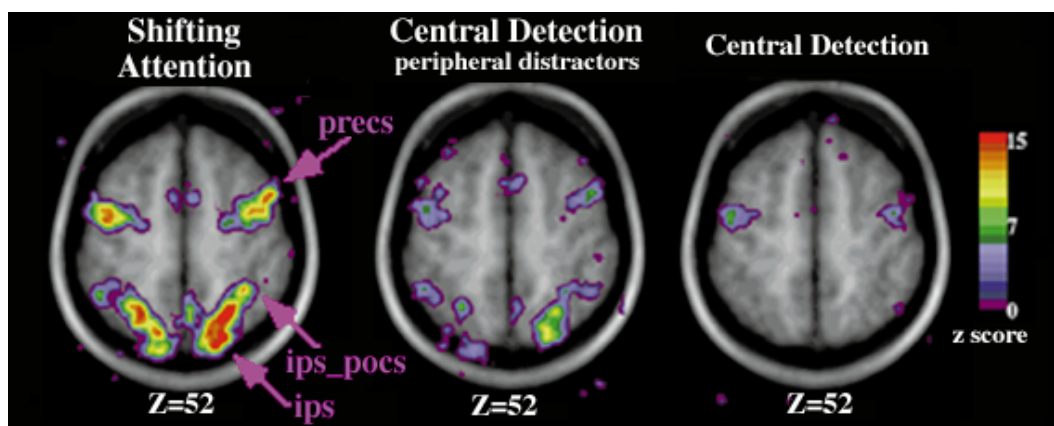 Shifting
Attention
Central Detection
peripheral distractors
Central Detection
precs
15
7
0
z score
ips_pocs
ips
Z=52
Z=52
Z=52